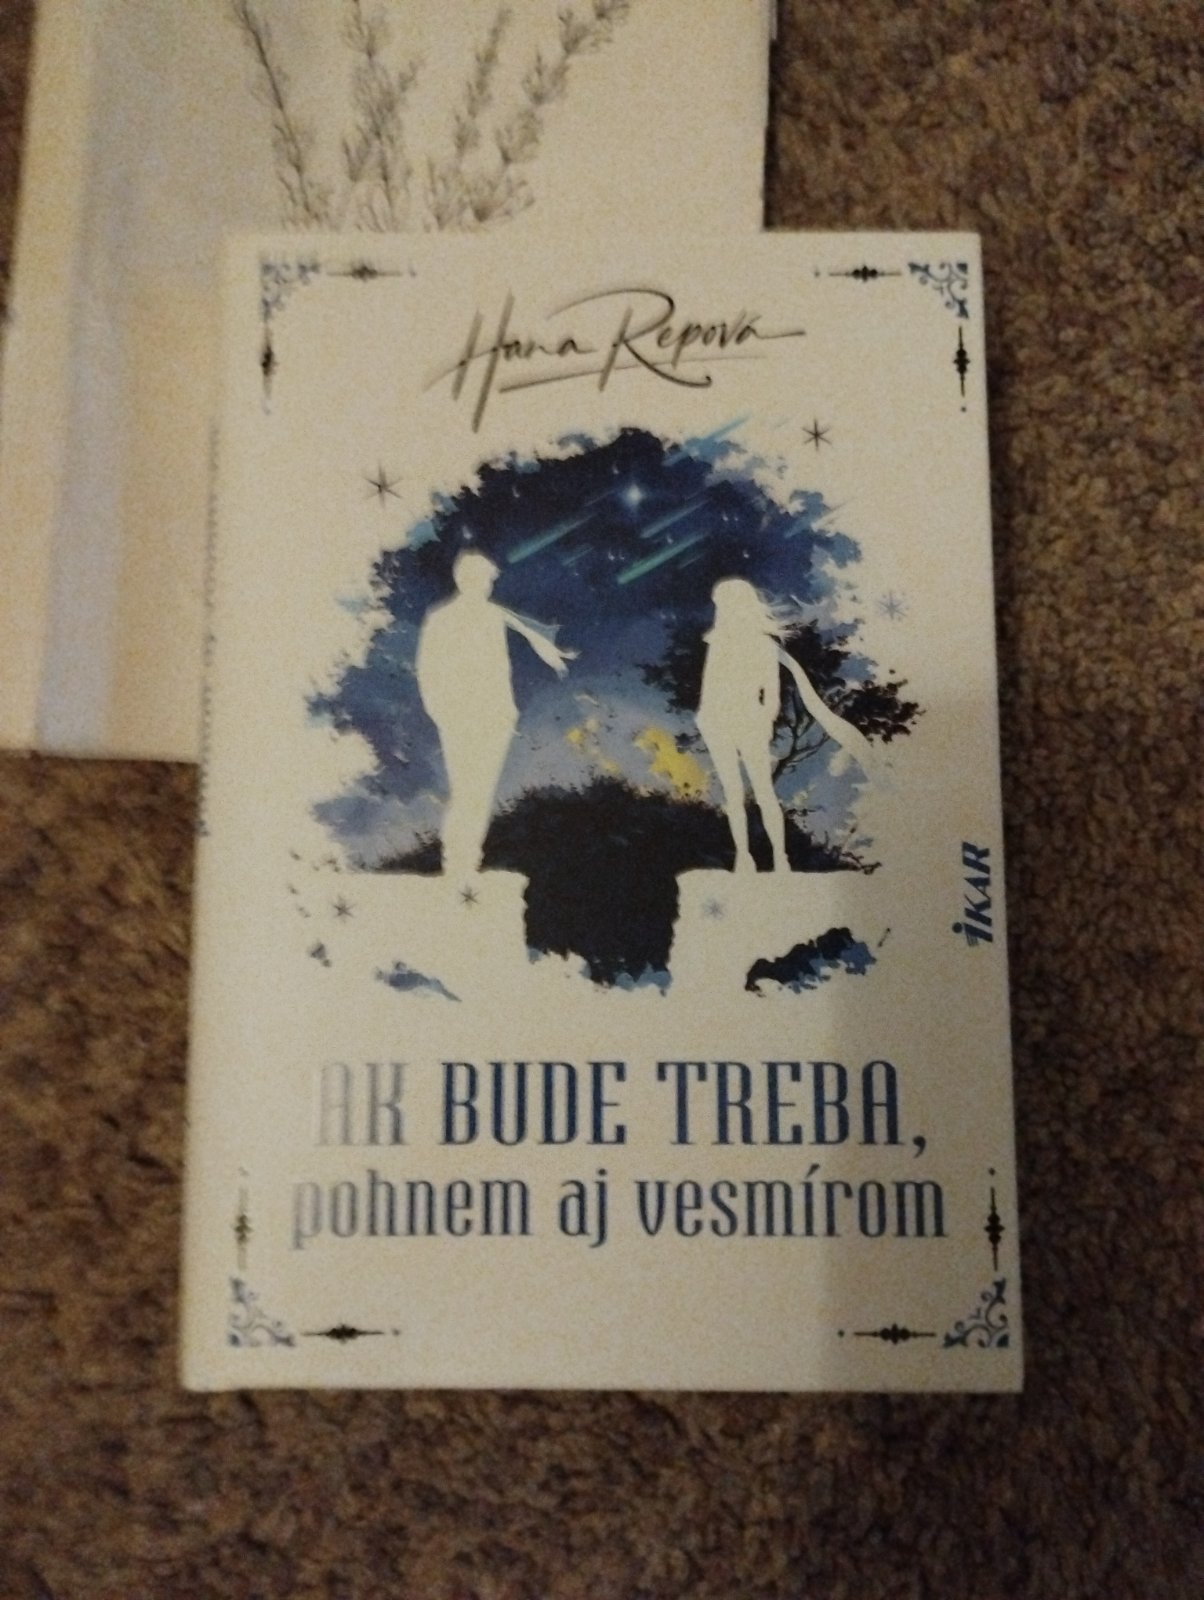 Hana Repová
IKAR
AK BUDE TREBA,
pohnem aj vesmírom